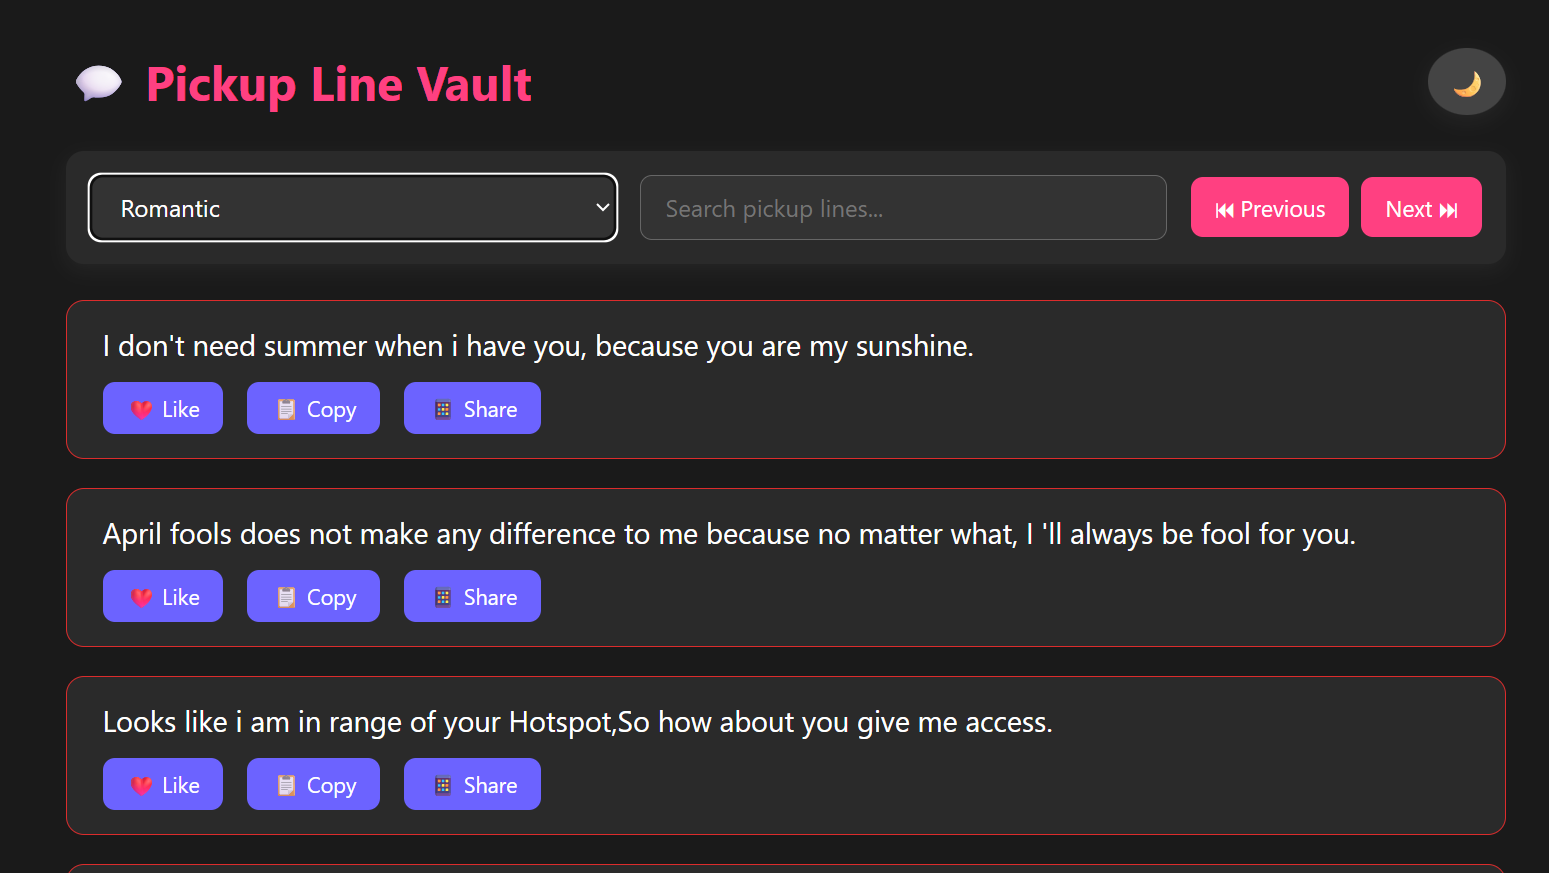 Pickup Line Vault
Romantic
Search pickup lines...
Previous
Next
I don't need summer when i have you, because you are my sunshine.
Like
Copy
Share
April fools does not make any difference to me because no matter what, I 'll always be fool for you.
Like
Copy
Share
Looks like i am in range of your Hotspot,So how about you give me access.
Like
Copy
Share